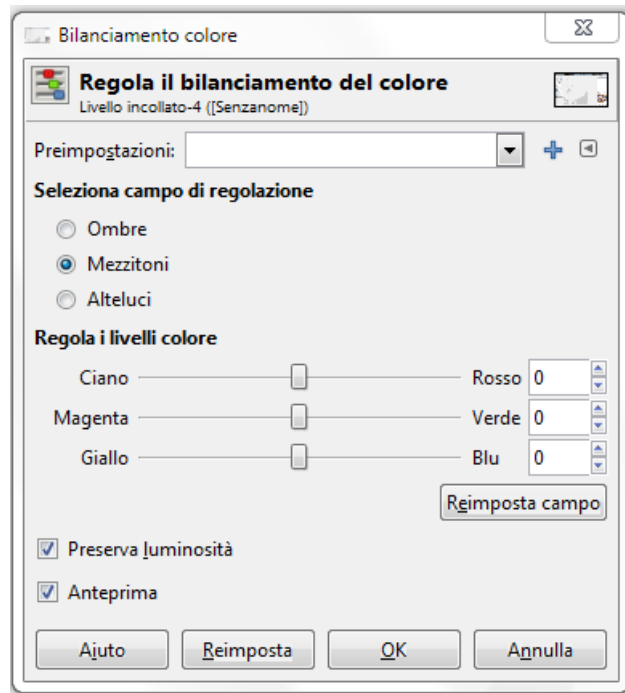 Bilanciamento colore
Regola il bilanciamento del colore
Livello incollato-4 ([Senzanome])
Preimpostazioni:
Seleziona campo di regolazione
Ombre
Mezzitoni
Alteluci
Regola i livelli colore
Ciano Rosso 0
Magenta Verde 0
Giallo Blu 0
Reimposta campo
Preserva luminosità
Anteprima
Aiuto Reimposta OK Annulla